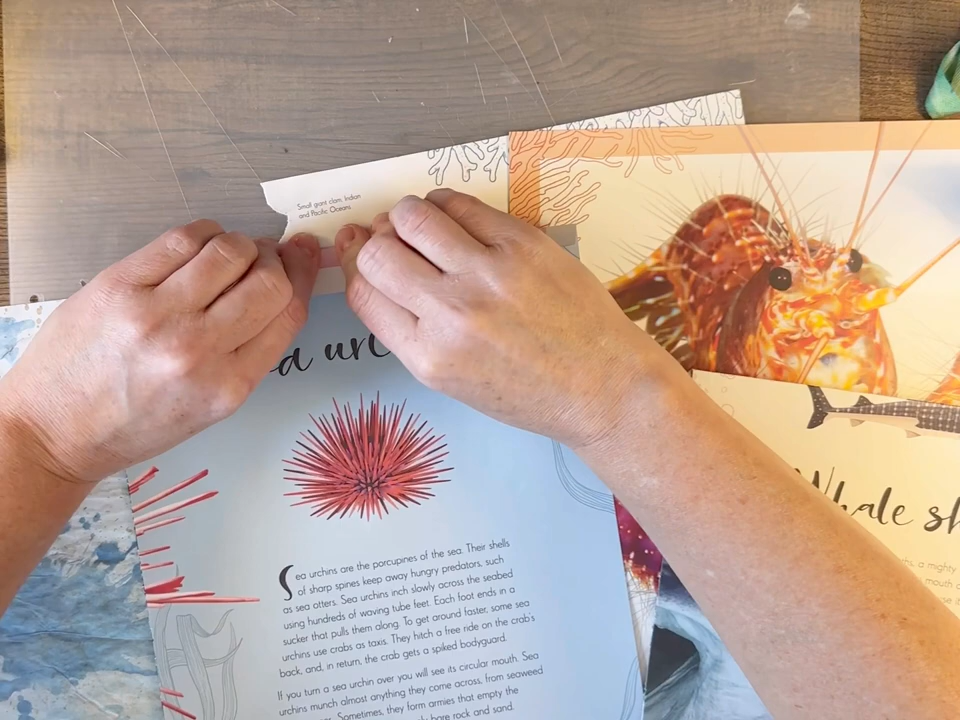 Small giant clam, Indian
and Pacific Oceans
Sea urchins are the porcupines of the sea. Their shells
of sharp spines keep away hungry predators, such
as sea otters. Sea urchins inch slowly across the seabed
using hundreds of waving tube feet. Each foot ends in a
sucker that pulls them along. To get around faster, some sea
urchins use crabs as taxis. They hitch a free ride on the crab's
back, and, in return, the crab gets a spiked bodyguard.
If you turn a sea urchin over you will see its circular mouth. Sea
urchins munch almost anything they come across, from seaweed
Sometimes, they form armies that empty the
bare rock and sand.
Whale sh
a mighty